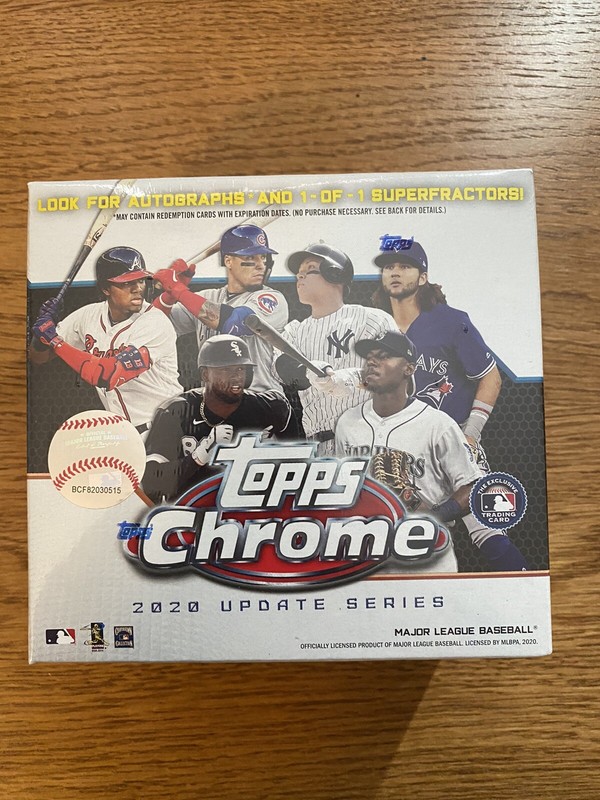 LOOK FOR AUTOGRAPHS* AND 1-OF-1 SUPERFRACTORS!
*MAY CONTAIN REDEMPTION CARDS WITH EXPIRATION DATES. (NO PURCHASE NECESSARY. SEE BACK FOR DETAILS.)
topps
AYS
BCF82030515
topps
THE EXCLUSIVE
TRADING
CARD
topps
Chrome
2020 UPDATE SERIES
MAJOR LEAGUE BASEBALL®
OFFICIALLY LICENSED PRODUCT OF MAJOR LEAGUE BASEBALL. LICENSED BY MLBPA, 2020.